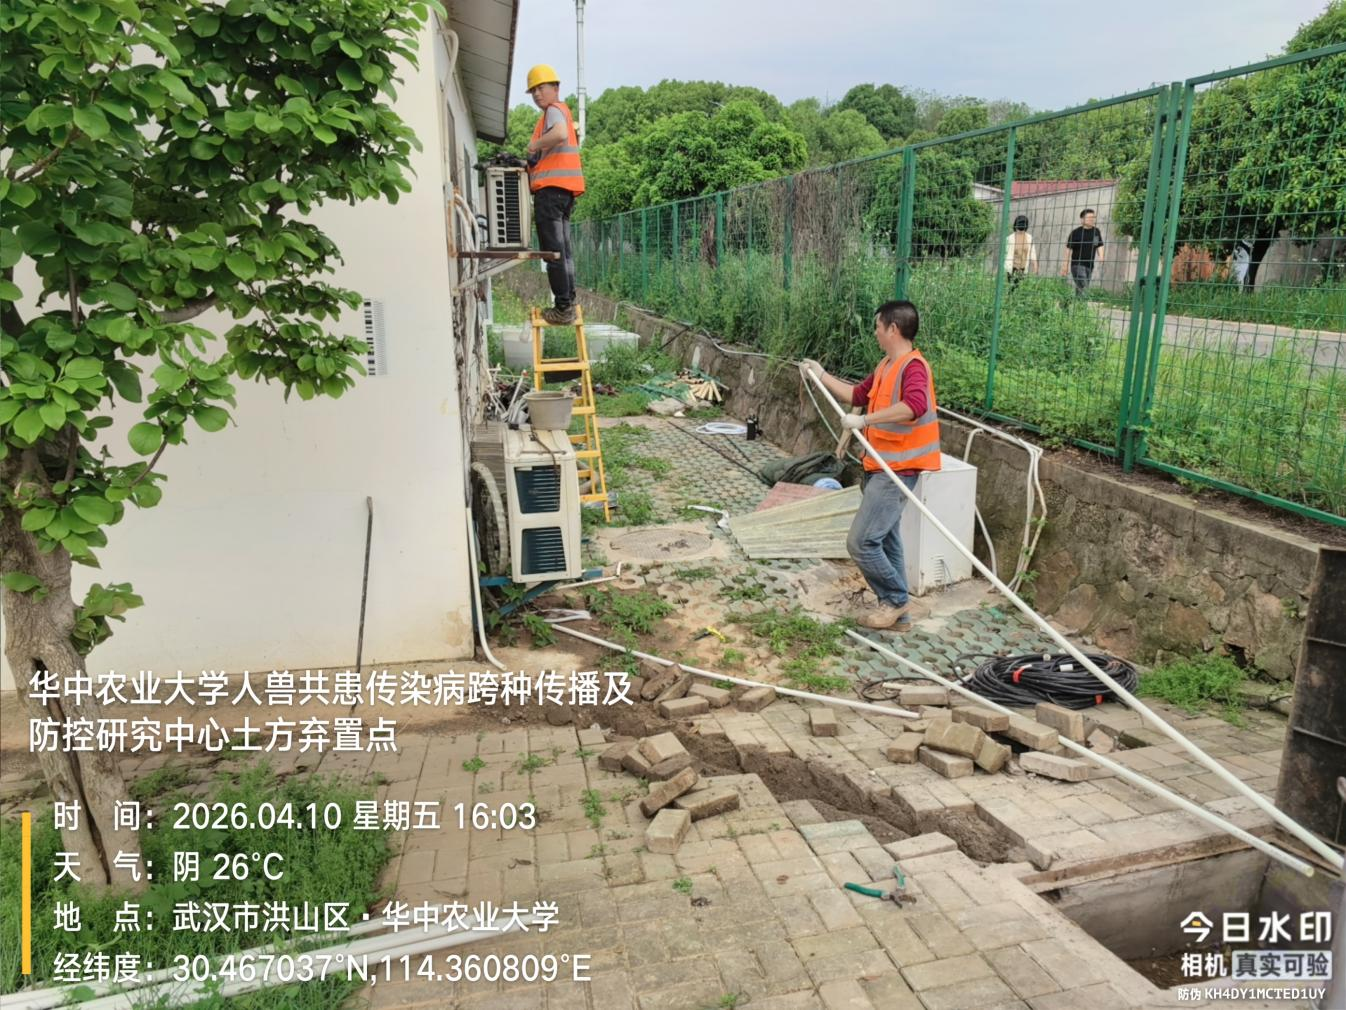 华中农业大学人兽共患传染病跨种传播及
防控研究中心土方弃置点
时 间：2026.04.10 星期五 16:03
天 气：阴 26°C
地 点：武汉市洪山区·华中农业大学
经纬度：30.467037°N,114.360809°E
今日水印
相机 真实可验
防伪 KH4DY1MCTED1UY